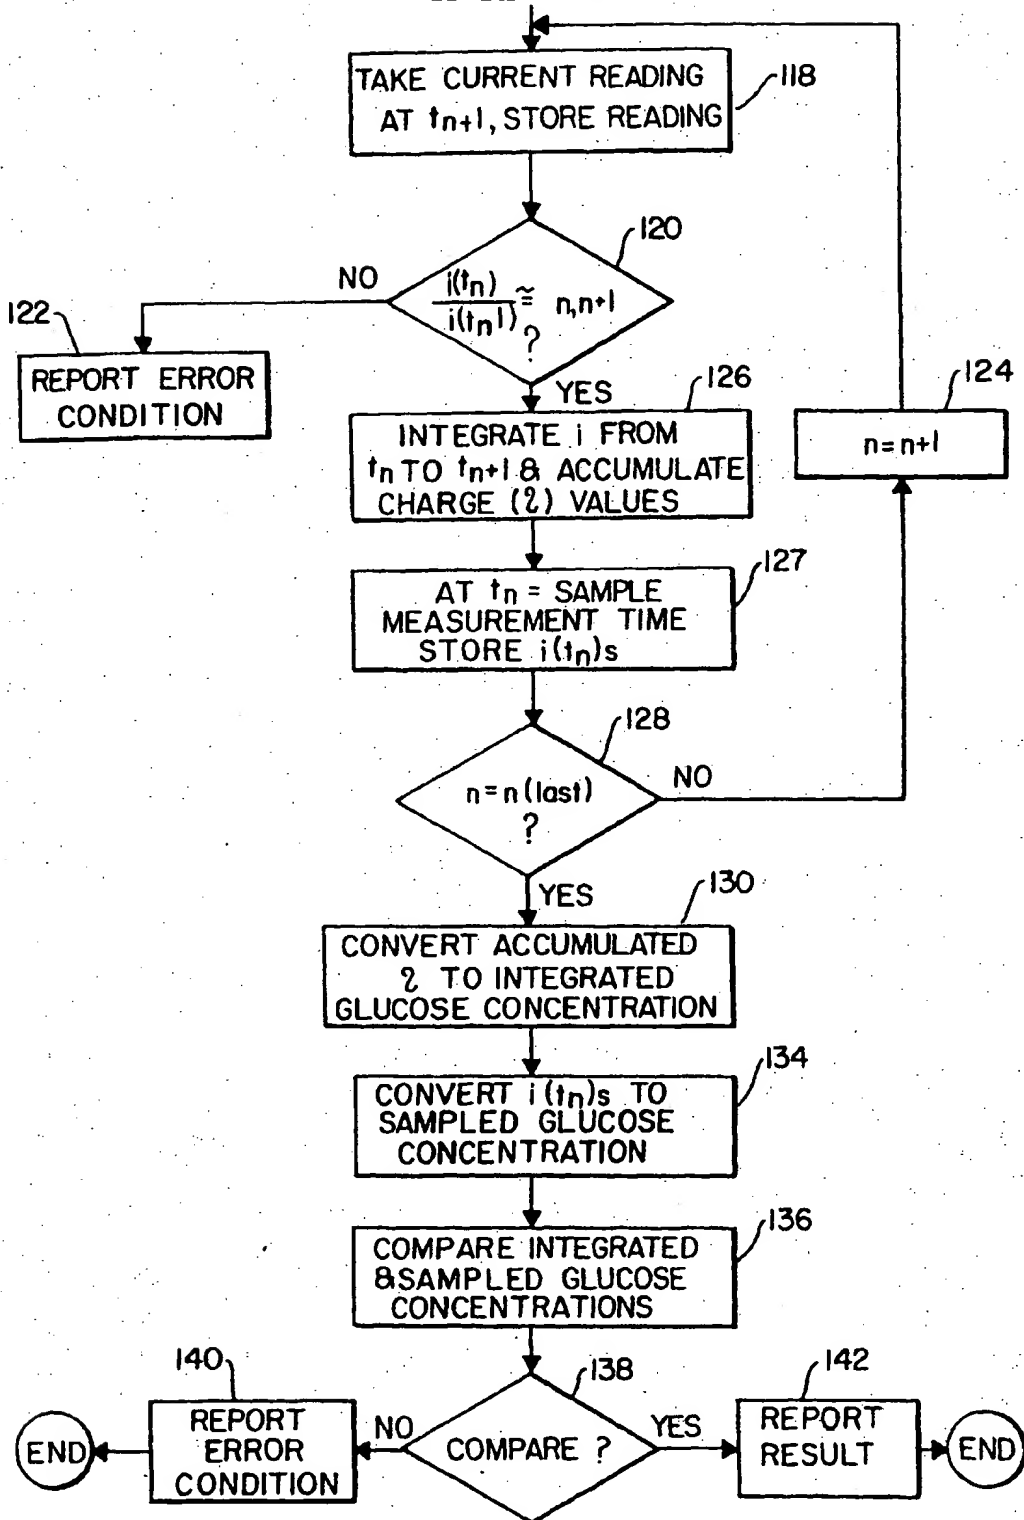 TAKE CURRENT READING
AT tn+1, STORE READING
118
120
i(tn)
i(tn1)
≅ n,n+1
?
NO
122
REPORT ERROR
CONDITION
YES
126
INTEGRATE i FROM
tn TO tn+1 & ACCUMULATE
CHARGE (q) VALUES
124
n=n+1
127
AT tn = SAMPLE
MEASUREMENT TIME
STORE i(tn)s
128
n=n(last)
?
NO
YES
130
CONVERT ACCUMULATED
q TO INTEGRATED
GLUCOSE CONCENTRATION
134
CONVERT i(tn)s TO
SAMPLED GLUCOSE
CONCENTRATION
136
COMPARE INTEGRATED
&SAMPLED GLUCOSE
CONCENTRATIONS
138
COMPARE ?
NO
140
REPORT
ERROR
CONDITION
END
YES
142
REPORT
RESULT
END